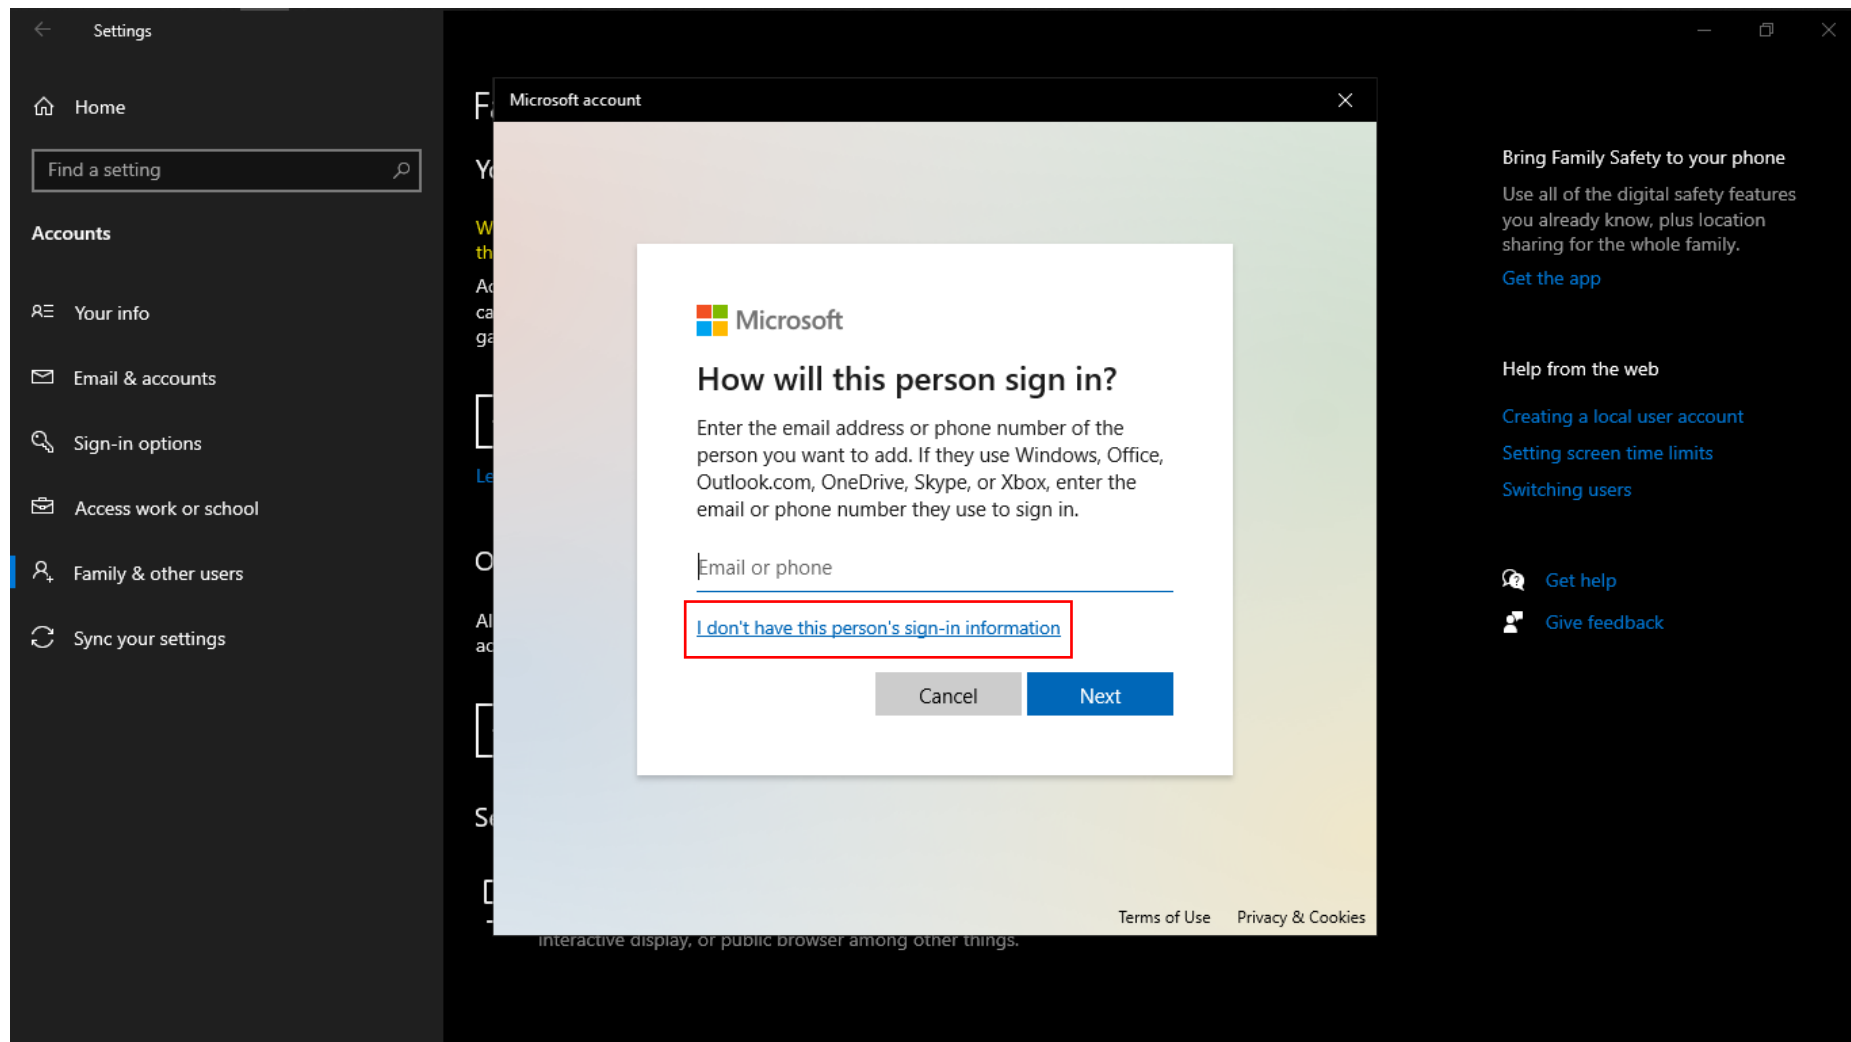 Settings
Home
Find a setting
Accounts
Your info
Email & accounts
Sign-in options
Access work or school
Family & other users
Sync your settings
Microsoft account
Microsoft
How will this person sign in?
Enter the email address or phone number of the
person you want to add. If they use Windows, Office,
Outlook.com, OneDrive, Skype, or Xbox, enter the
email or phone number they use to sign in.
Email or phone
I don't have this person's sign-in information
Cancel
Next
Terms of Use
Privacy & Cookies
interactive display, or public browser among other things.
Bring Family Safety to your phone
Use all of the digital safety features
you already know, plus location
sharing for the whole family.
Get the app
Help from the web
Creating a local user account
Setting screen time limits
Switching users
Get help
Give feedback